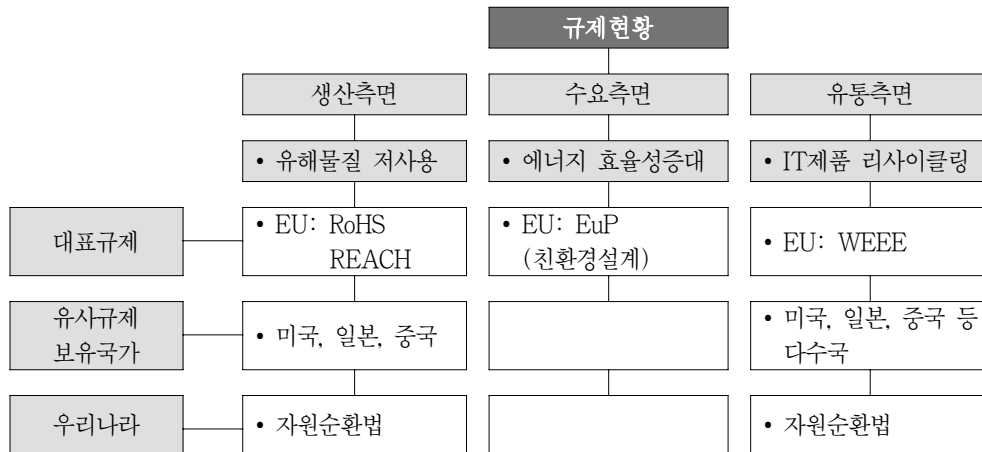 규제현황
생산측면
수요측면
유통측면
• 유해물질 저사용
• 에너지 효율성증대
• IT제품 리사이클링
대표규제
• EU: RoHS
REACH
• EU: EuP
(친환경설계)
• EU: WEEE
유사규제
보유국가
• 미국, 일본, 중국
• 미국, 일본, 중국 등
다수국
우리나라
• 자원순환법
• 자원순환법